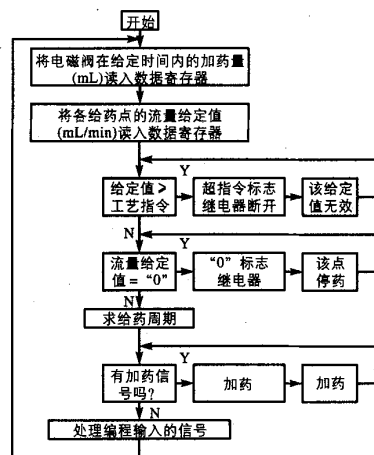 开始
将电磁阀在给定时间内的加药量
(mL)读入数据寄存器
将各给药点的流量给定值
(mL/min)读入数据寄存器
Y
给定值≥
工艺指令
超指令标志
继电器断开
该给定
值无效
N
Y
流量给定
值="0"
"0"标志
继电器
该点
停药
N
求给药周期
Y
有加药信
号吗?
加药
加药
N
处理编程输入的信号